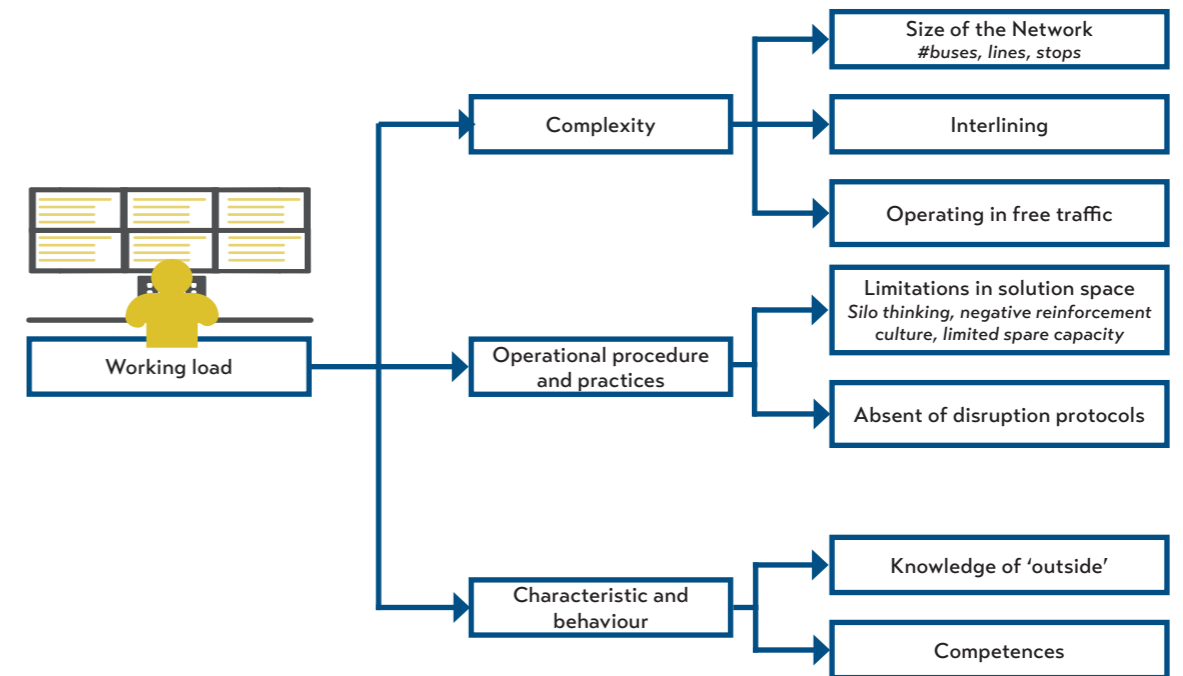 Size of the Network
#buses, lines, stops
Complexity
Interlining
Operating in free traffic
Limitations in solution space
Silo thinking, negative reinforcement
culture, limited spare capacity
Working load
Operational procedure
and practices
Absent of disruption protocols
Knowledge of ‘outside’
Characteristic and
behaviour
Competences